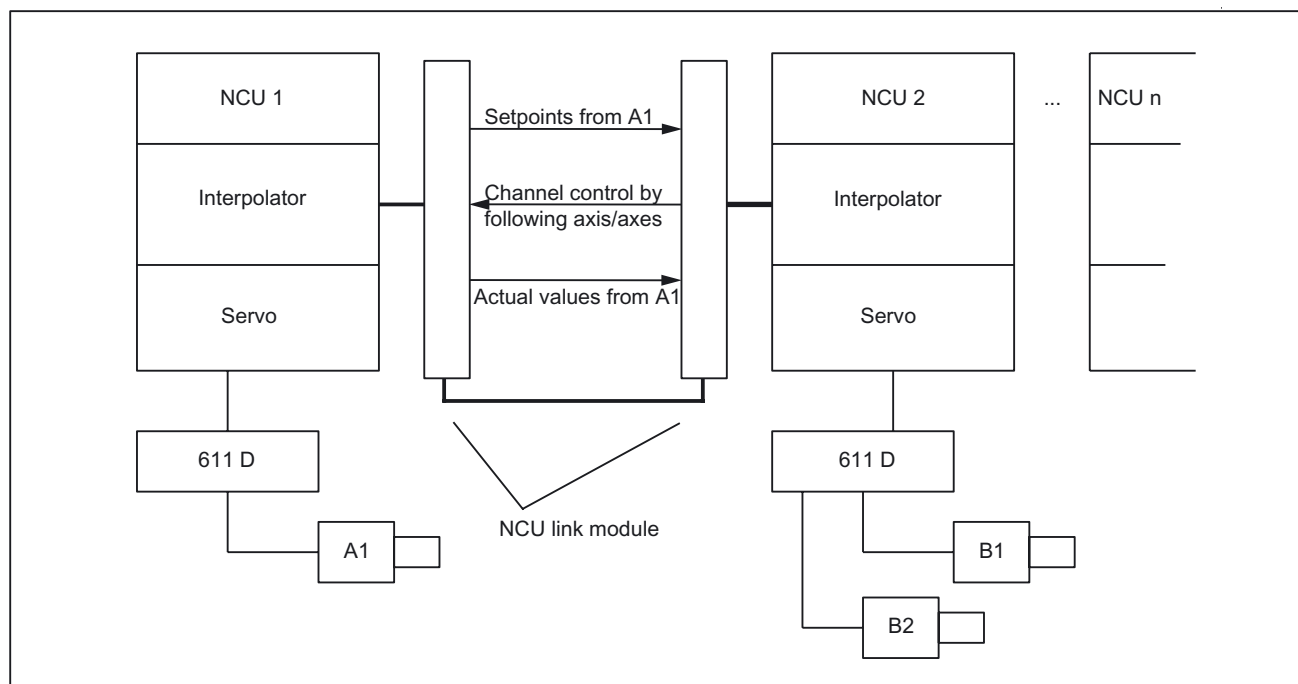 NCU 1
NCU 2
...
NCU n
Setpoints from A1
Interpolator
Channel control by
following axis/axes
Interpolator
Actual values from A1
Servo
Servo
611 D
611 D
NCU link module
A1
B1
B2